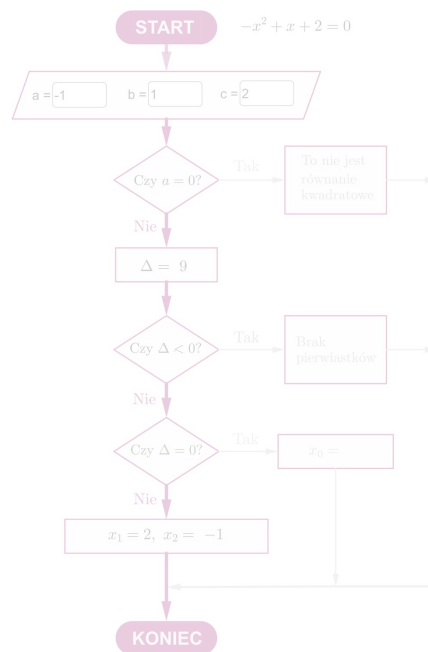 START
−x² + x + 2 = 0
a = -1 b = 1 c = 2
Czy a = 0?
Tak
To nie jest
równanie
kwadratowe
Nie
Δ = 9
Czy Δ < 0?
Tak
Brak
pierwiastków
Nie
Czy Δ = 0?
Tak
x₀ =
Nie
x₁ = 2, x₂ = −1
KONIEC